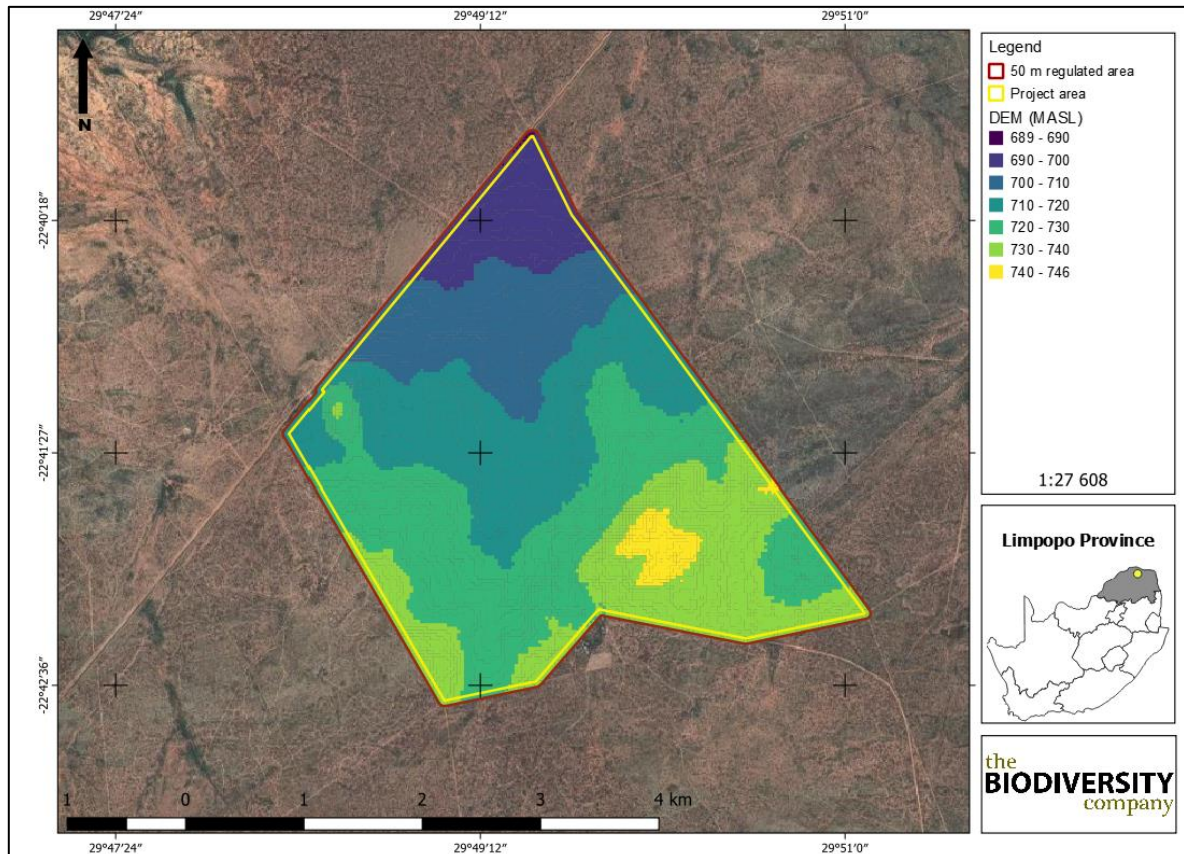 29°47'24" 29°49'12" 29°51'0"
N
-22°40'18"
-22°41'27"
-22°42'36"
1 0 1 2 3 4 km
29°47'24" 29°49'12" 29°51'0"
Legend
50 m regulated area
Project area
DEM (MASL)
689 - 690
690 - 700
700 - 710
710 - 720
720 - 730
730 - 740
740 - 746
1:27 608
Limpopo Province
the
BIODIVERSITY
company